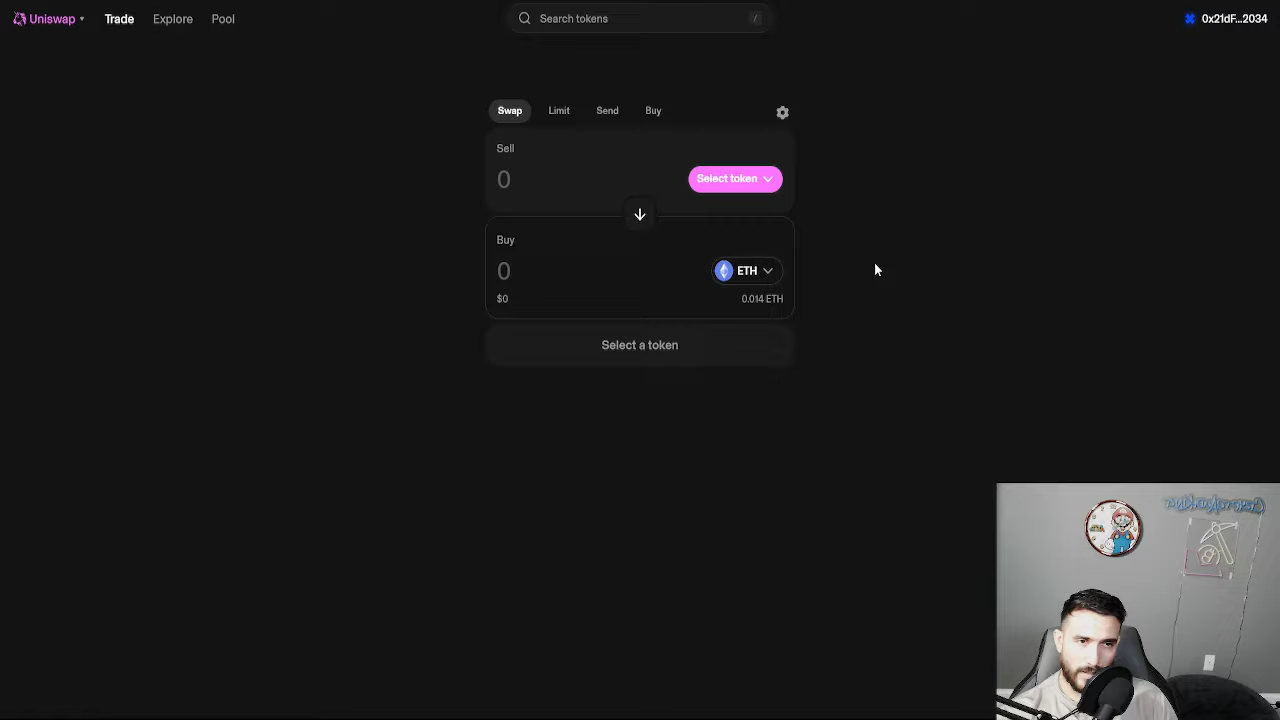 Uniswap
Trade
Explore
Pool
Search tokens
/
0x21dF...2034
Swap
Limit
Send
Buy
Sell
0
Select token
Buy
0
ETH
$0
0.014 ETH
Select a token